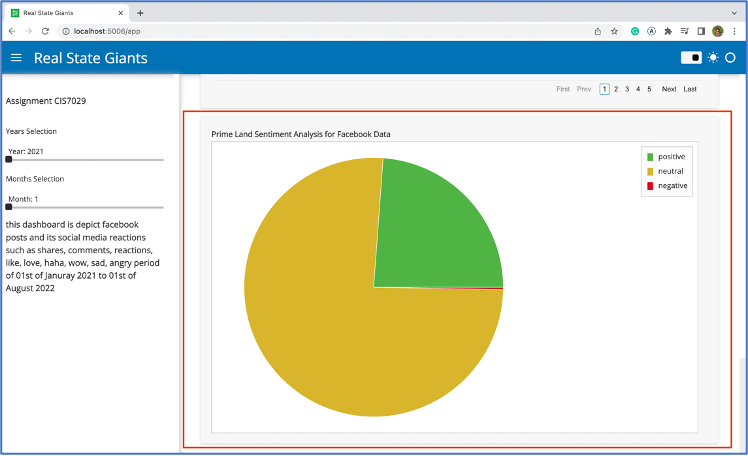 Real State Giants
localhost:5006/app
Real State Giants
Assignment CIS7029
Years Selection
Year: 2021
Months Selection
Month: 1
this dashboard is depict facebook
posts and its social media reactions
such as shares, comments, reactions,
like, love, haha, wow, sad, angry period
of 01st of Januray 2021 to 01st of
August 2022
First Prev 1 2 3 4 5 Next Last
Prime Land Sentiment Analysis for Facebook Data
positive
neutral
negative